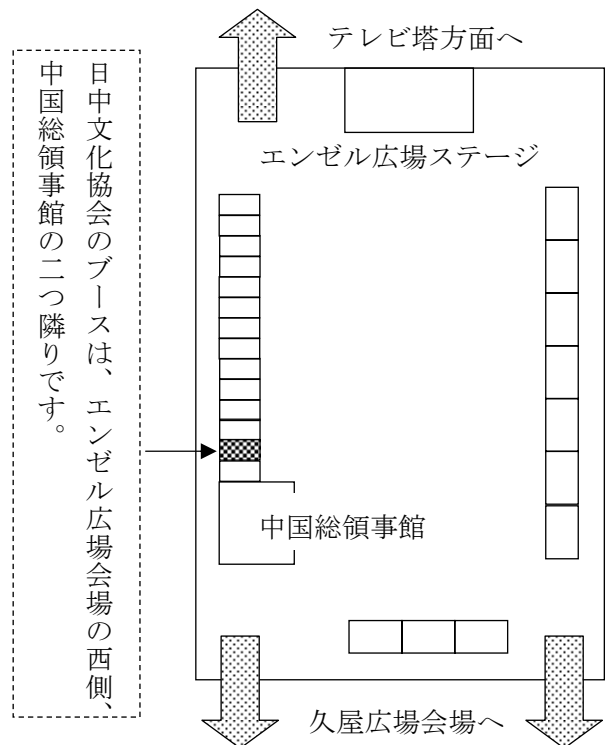 テレビ塔方面へ
エンゼル広場ステージ
日中文化協会のブースは、エンゼル広場会場の西側、
中国総領事館の二つ隣りです。
中国総領事館
久屋広場会場へ